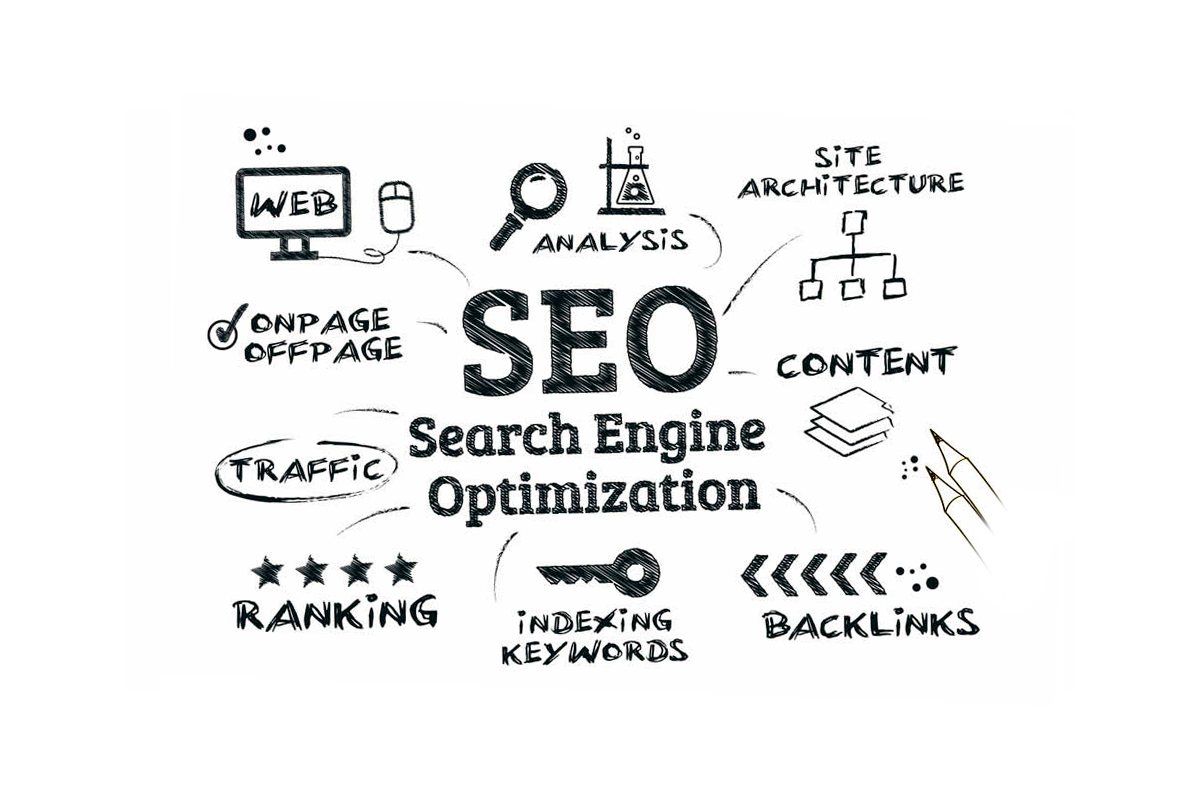 WEB
ANALYSiS
SiTE
ARCHiTECTURE
ONPAGE
OFFPAGE
SEO
Search Engine
Optimization
CONTENT
TRAFFiC
RANKiNG
iNDEXiNG
KEYWORDS
BACKLiNKS